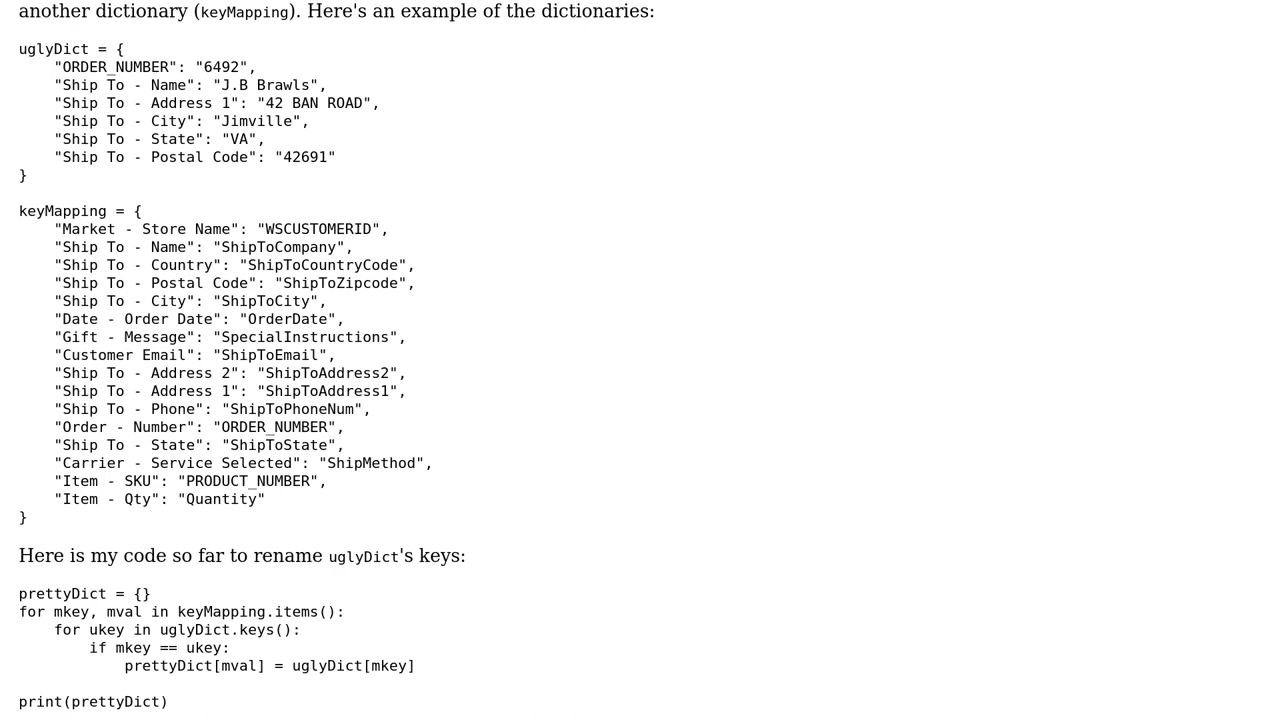 another dictionary (keyMapping). Here's an example of the dictionaries:
uglyDict = {
    "ORDER_NUMBER": "6492",
    "Ship To - Name": "J.B Brawls",
    "Ship To - Address 1": "42 BAN ROAD",
    "Ship To - City": "Jimville",
    "Ship To - State": "VA",
    "Ship To - Postal Code": "42691"
}
keyMapping = {
    "Market - Store Name": "WSCUSTOMERID",
    "Ship To - Name": "ShipToCompany",
    "Ship To - Country": "ShipToCountryCode",
    "Ship To - Postal Code": "ShipToZipcode",
    "Ship To - City": "ShipToCity",
    "Date - Order Date": "OrderDate",
    "Gift - Message": "SpecialInstructions",
    "Customer Email": "ShipToEmail",
    "Ship To - Address 2": "ShipToAddress2",
    "Ship To - Address 1": "ShipToAddress1",
    "Ship To - Phone": "ShipToPhoneNum",
    "Order - Number": "ORDER_NUMBER",
    "Ship To - State": "ShipToState",
    "Carrier - Service Selected": "ShipMethod",
    "Item - SKU": "PRODUCT_NUMBER",
    "Item - Qty": "Quantity"
}
Here is my code so far to rename uglyDict's keys:
prettyDict = {}
for mkey, mval in keyMapping.items():
    for ukey in uglyDict.keys():
        if mkey == ukey:
            prettyDict[mval] = uglyDict[mkey]
print(prettyDict)